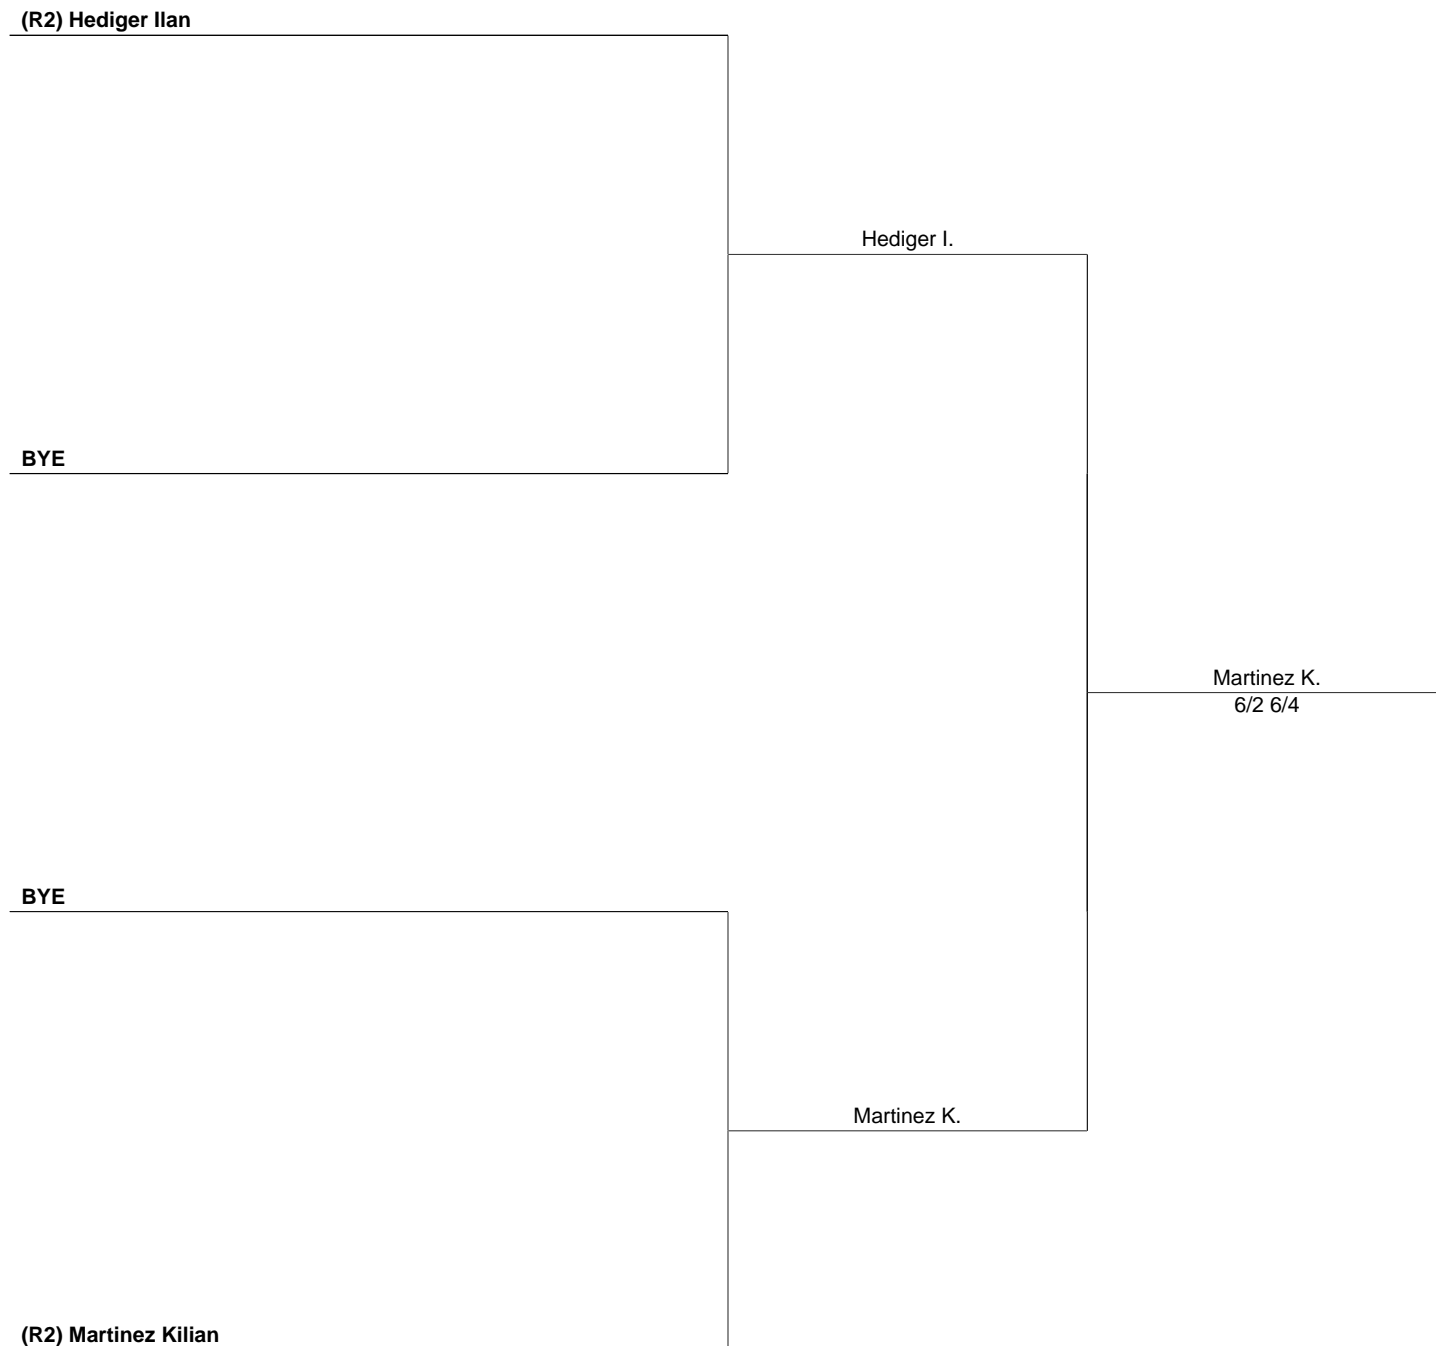 (R2) Hediger Ilan
Hediger I.
BYE
Martinez K.
6/2 6/4
BYE
Martinez K.
(R2) Martinez Kilian